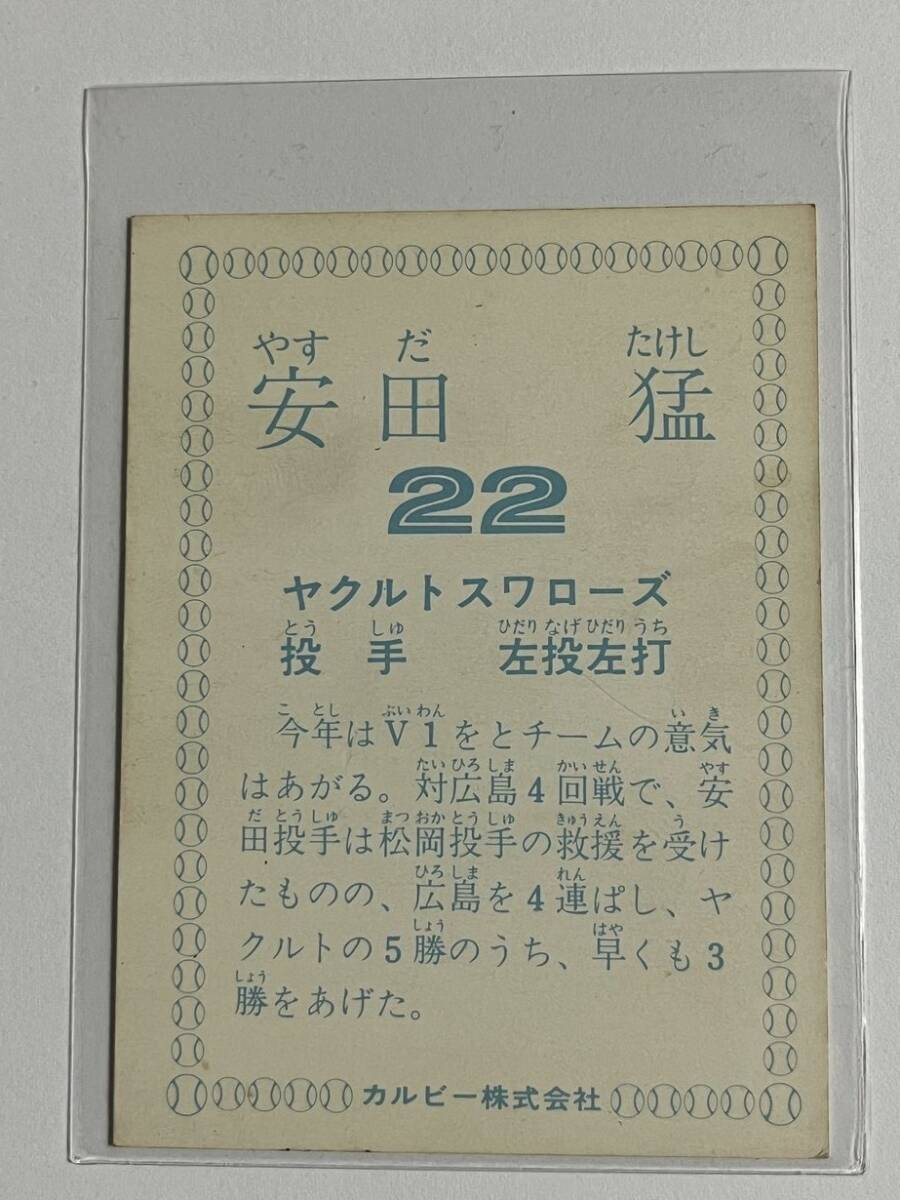 やす だ たけし
安田 猛
22
ヤクルトスワローズ
とう しゅ ひだり なげ ひだり うち
投手 左投左打
こ とし ぶい わん い き
今年はV1をとチームの意気
たい ひろ しま かい せん やす
はあがる。対広島4回戦で、安
だ とう しゅ まつ おか とう しゅ きゅう えん う
田投手は松岡投手の救援を受け
ひろ しま れん
たものの、広島を4連ぱし、ヤ
しょう はや
クルトの5勝のうち、早くも3
しょう
勝をあげた。
カルビー株式会社